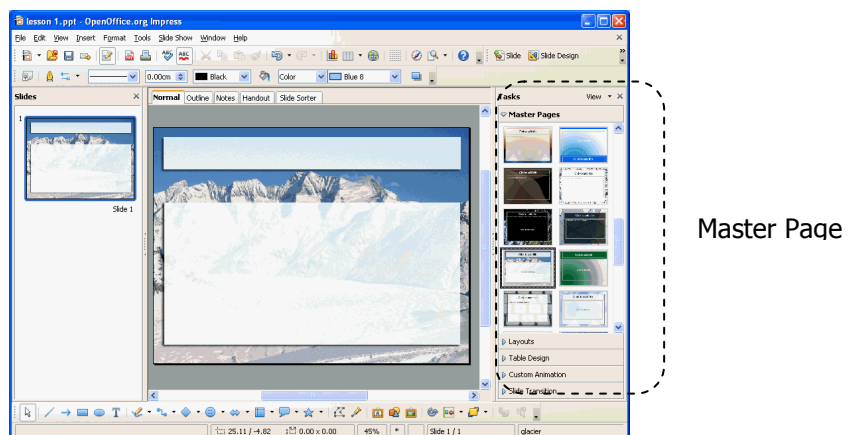 lesson 1.ppt - OpenOffice.org Impress
File Edit View Insert Format Tools Slide Show Window Help
ABC ABC Slide Slide Design
0.00cm Black Color Blue 8
Slides
Normal Outline Notes Handout Slide Sorter
Tasks View
Master Pages
1
Slide 1
Master Page
Layouts
Table Design
Custom Animation
Slide Transition
T
25.11 / -4.82 0.00 x 0.00 45% * Slide 1 / 1 glacier